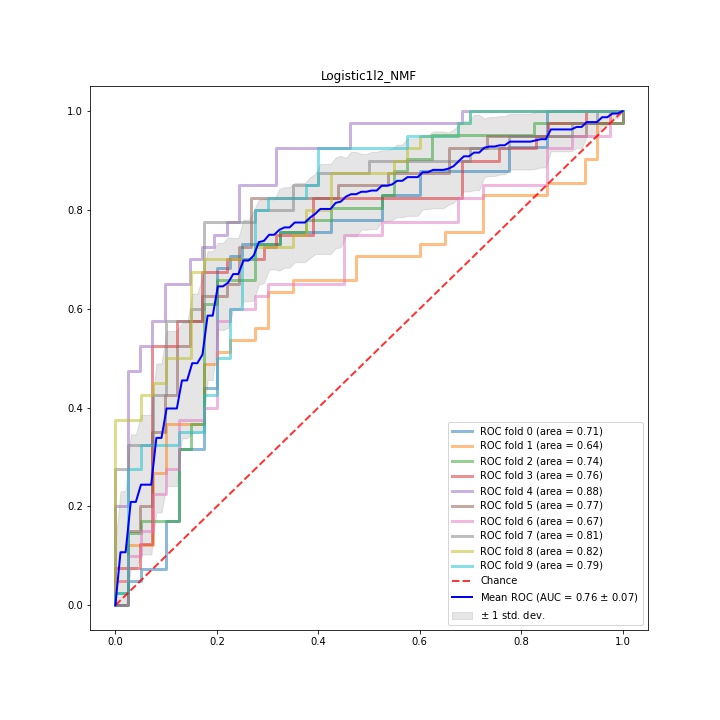 Logistic1l2_NMF
1.0
0.8
0.6
0.4
0.2
0.0
ROC fold 0 (area = 0.71)
ROC fold 1 (area = 0.64)
ROC fold 2 (area = 0.74)
ROC fold 3 (area = 0.76)
ROC fold 4 (area = 0.88)
ROC fold 5 (area = 0.77)
ROC fold 6 (area = 0.67)
ROC fold 7 (area = 0.81)
ROC fold 8 (area = 0.82)
ROC fold 9 (area = 0.79)
Chance
Mean ROC (AUC = 0.76 ± 0.07)
± 1 std. dev.
0.0 0.2 0.4 0.6 0.8 1.0